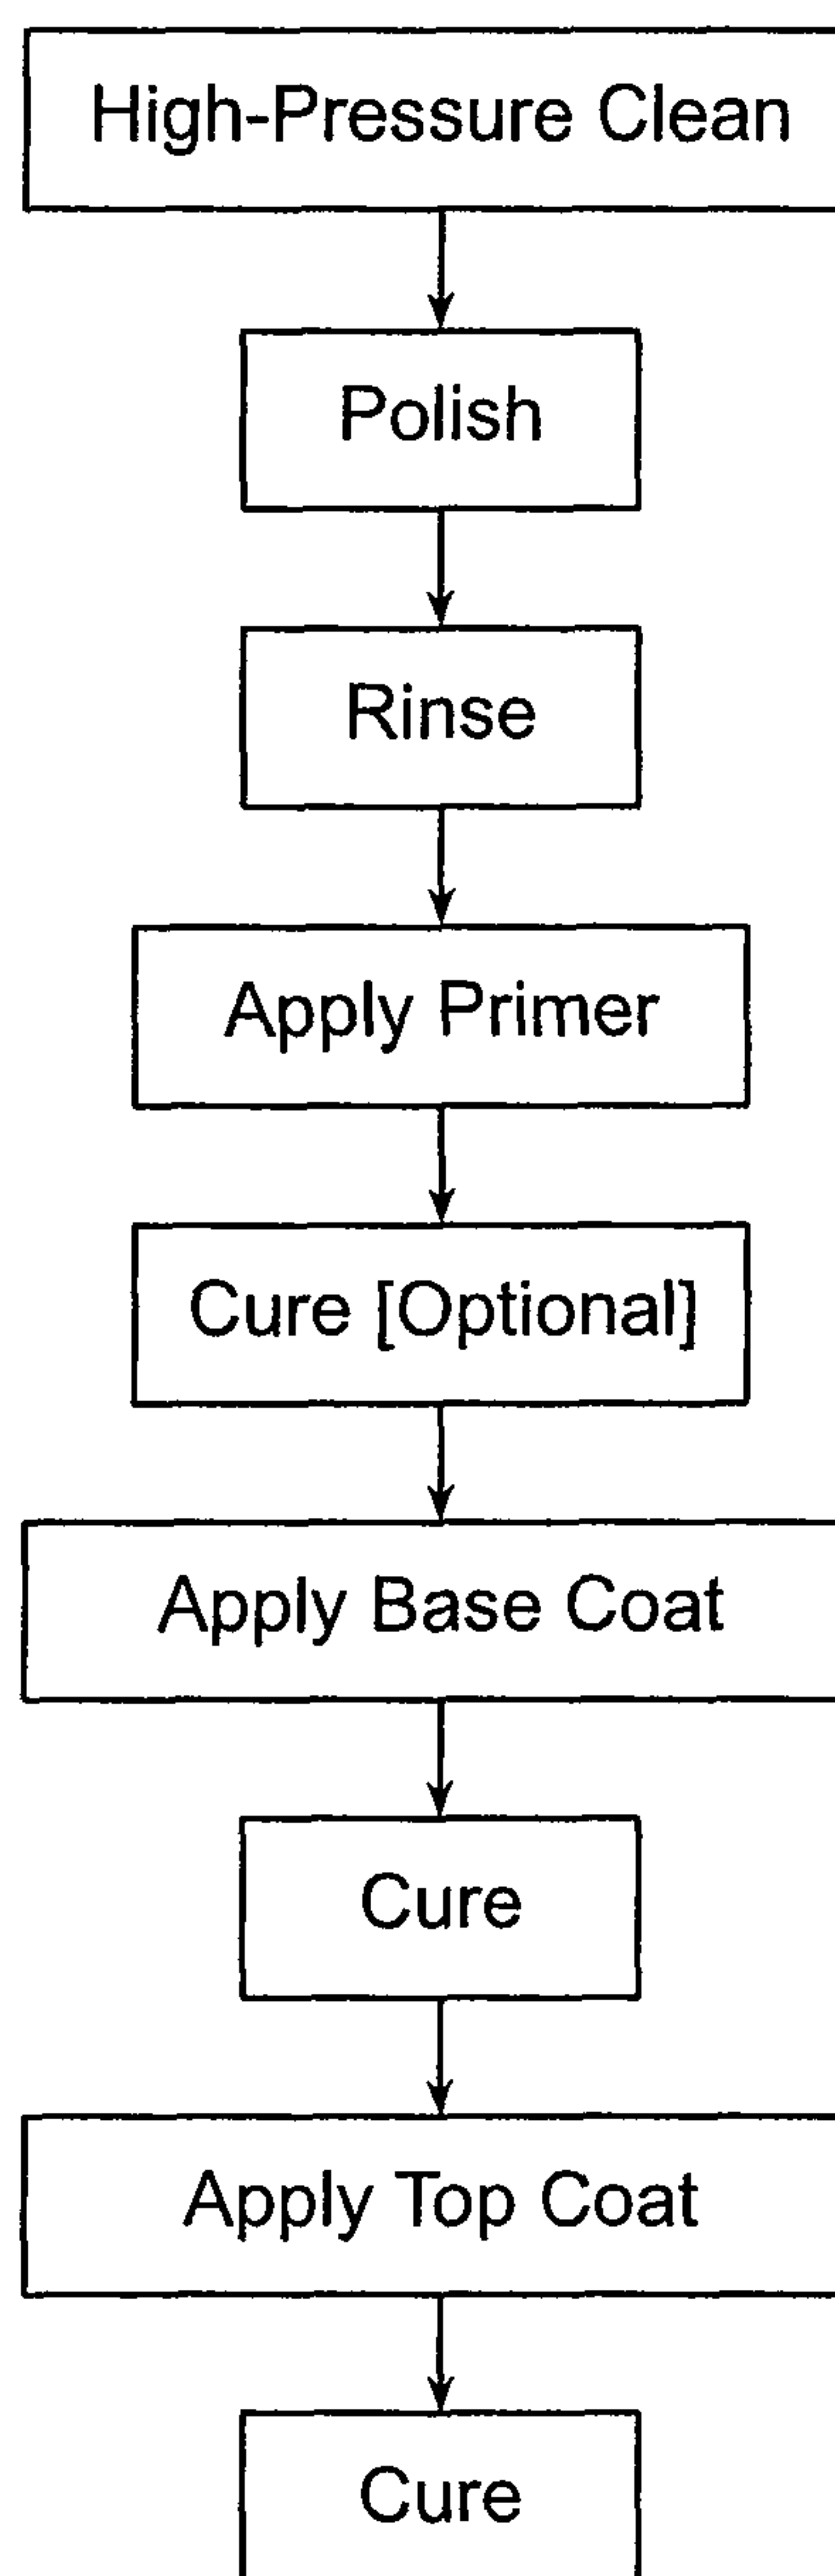 High-Pressure Clean
Polish
Rinse
Apply Primer
Cure [Optional]
Apply Base Coat
Cure
Apply Top Coat
Cure